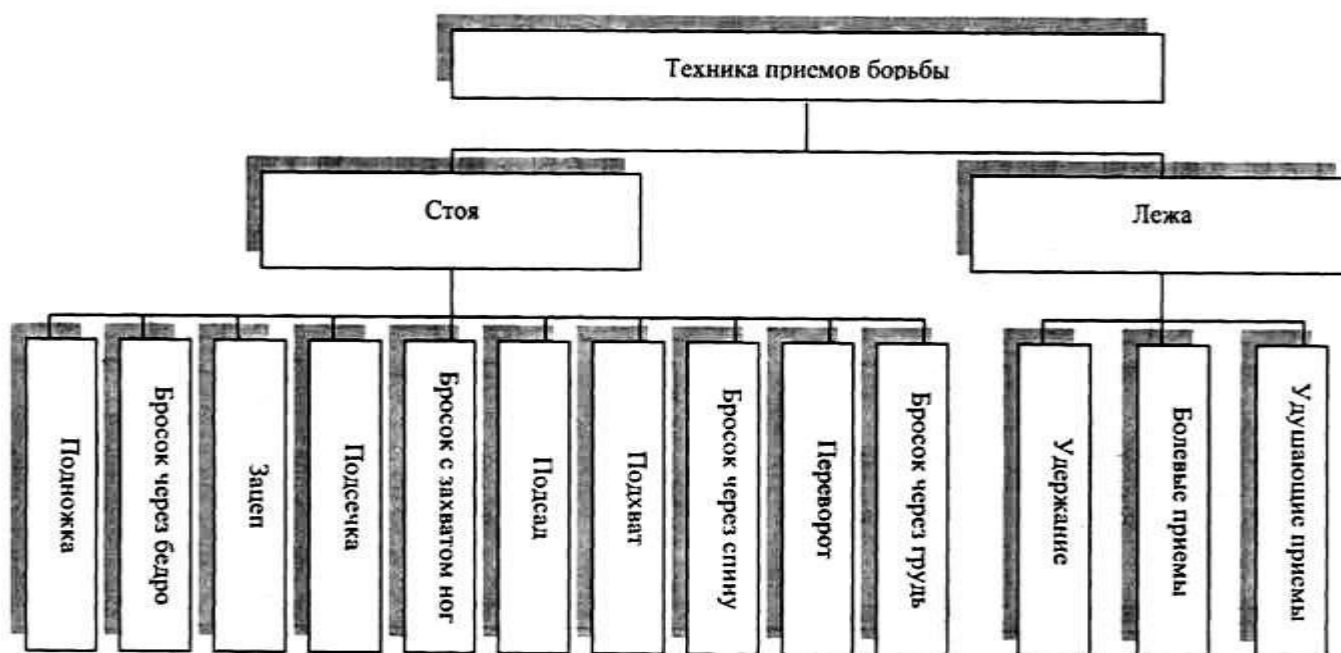 Техника приемов борьбы
Стоя
Лежа
Подножка
Бросок через бедро
Зацеп
Подсечка
Бросок с захватом ног
Подсад
Подхват
Бросок через спину
Переворот
Бросок через грудь
Удержание
Болевые приемы
Удушающие приемы